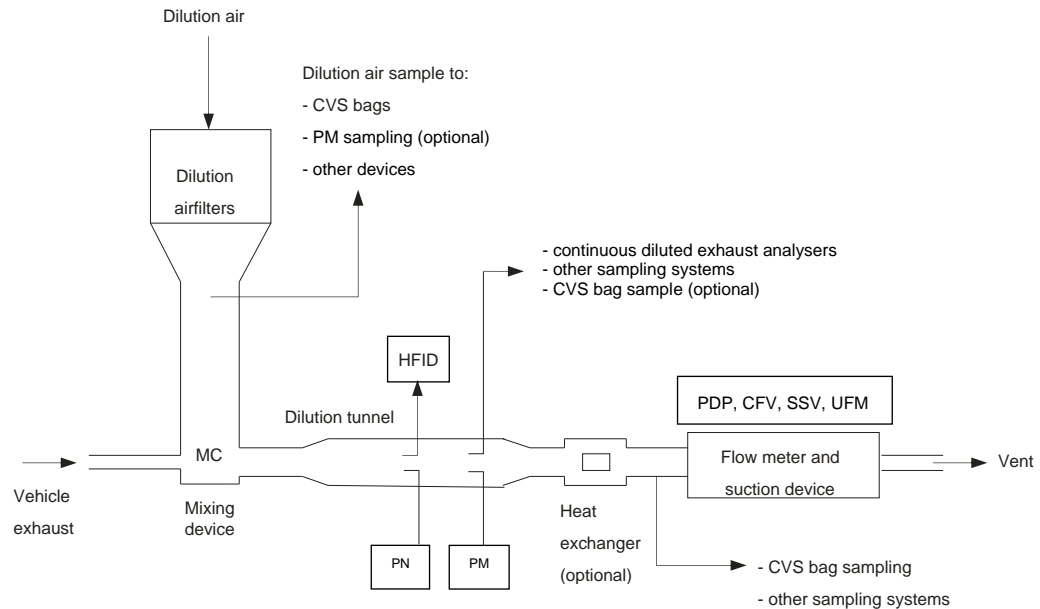 Dilution air
Dilution air sample to:
- CVS bags
- PM sampling (optional)
- other devices
Dilution
airfilters
- continuous diluted exhaust analysers
- other sampling systems
- CVS bag sample (optional)
HFID
PDP, CFV, SSV, UFM
Dilution tunnel
MC
Flow meter and
suction device
Vent
Vehicle
exhaust
Mixing
device
Heat
exchanger
(optional)
PN
PM
- CVS bag sampling
- other sampling systems